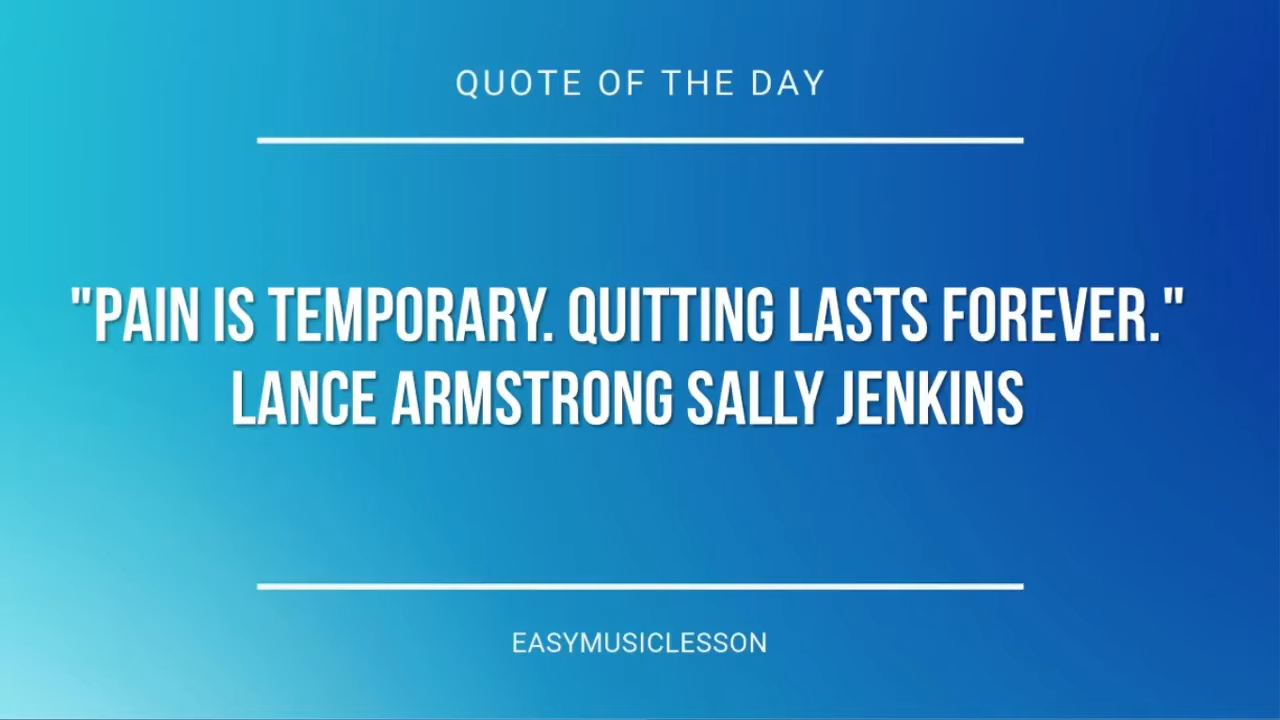 QUOTE OF THE DAY
"PAIN IS TEMPORARY. QUITTING LASTS FOREVER."
LANCE ARMSTRONG SALLY JENKINS
EASYMUSICLESSON